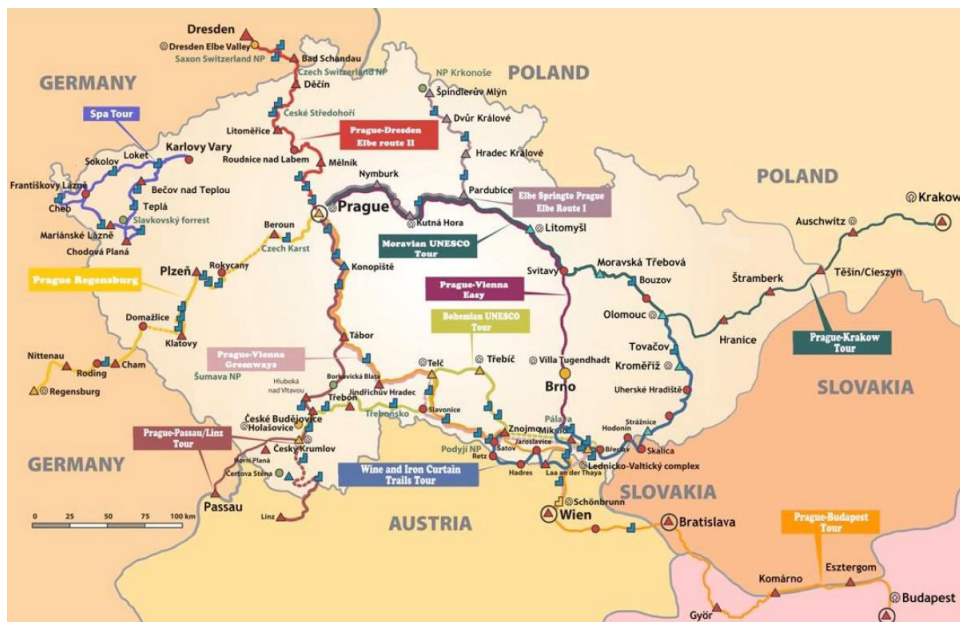 Dresden
Dresden Elbe Valley
Saxon Switzerland NP
Bad Schandau
Czech Switzerland NP
Děčín
GERMANY
POLAND
NP Krkonoše
Špindlerův Mlýn
České Středohoří
Dvůr Králové
Spa Tour
Litoměřice
Prague-Dresden
Elbe route II
Hradec Králové
Karlovy Vary
Loket
Sokolov
Roudnice nad Labem
Mělník
POLAND
Františkovy Lázně
Cheb
Bečov nad Teplou
Nymburk
Pardubice
Elbe Springto Prague
Elbe Route I
Krakow
Teplá
Prague
Kutná Hora
Slavkovský forrest
Litomyšl
Auschwitz
Mariánské Lázně
Chodová Planá
Beroun
Czech Karst
Moravian UNESCO
Tour
Plzeň
Rokycany
Konopiště
Svitavy
Moravská Třebová
Bouzov
Těšín/Cieszyn
Štramberk
Prague Regensburg
Prague-Vienna
Easy
Olomouc
Domažlice
Klatovy
Tábor
Bohemian UNESCO
Tour
Tovačov
Hranice
Prague-Krakow
Tour
Nittenau
Roding
Cham
Prague-Vienna
Greenways
Telč
Třebíč
Villa Tugendhadt
Kroměříž
Regensburg
Šumava NP
Borkovická Blata
Brno
SLOVAKIA
Hluboká
nad Vltavou
Jindřichův Hradec
Uherské Hradiště
Třeboň
České Budějovice
Holašovice
Třeboňsko
Slavonice
Pálava
Strážnice
Hodonín
Prague-Passau/Linz
Tour
Znojmo
Mikulov
Český Krumlov
Podyjí NP
Šatov
Jaroslavice
Břeclav
Skalica
GERMANY
Horní Planá
Čertova Stěna
Wine and Iron Curtain
Trails Tour
Retz
Hadres
Laa an der Thaya
Lednicko-Valtický complex
SLOVAKIA
Passau
Schönbrunn
Linz
AUSTRIA
Wien
Bratislava
Prague-Budapest
Tour
0 25 50 75 100 km
Komárno
Esztergom
Győr
Budapest